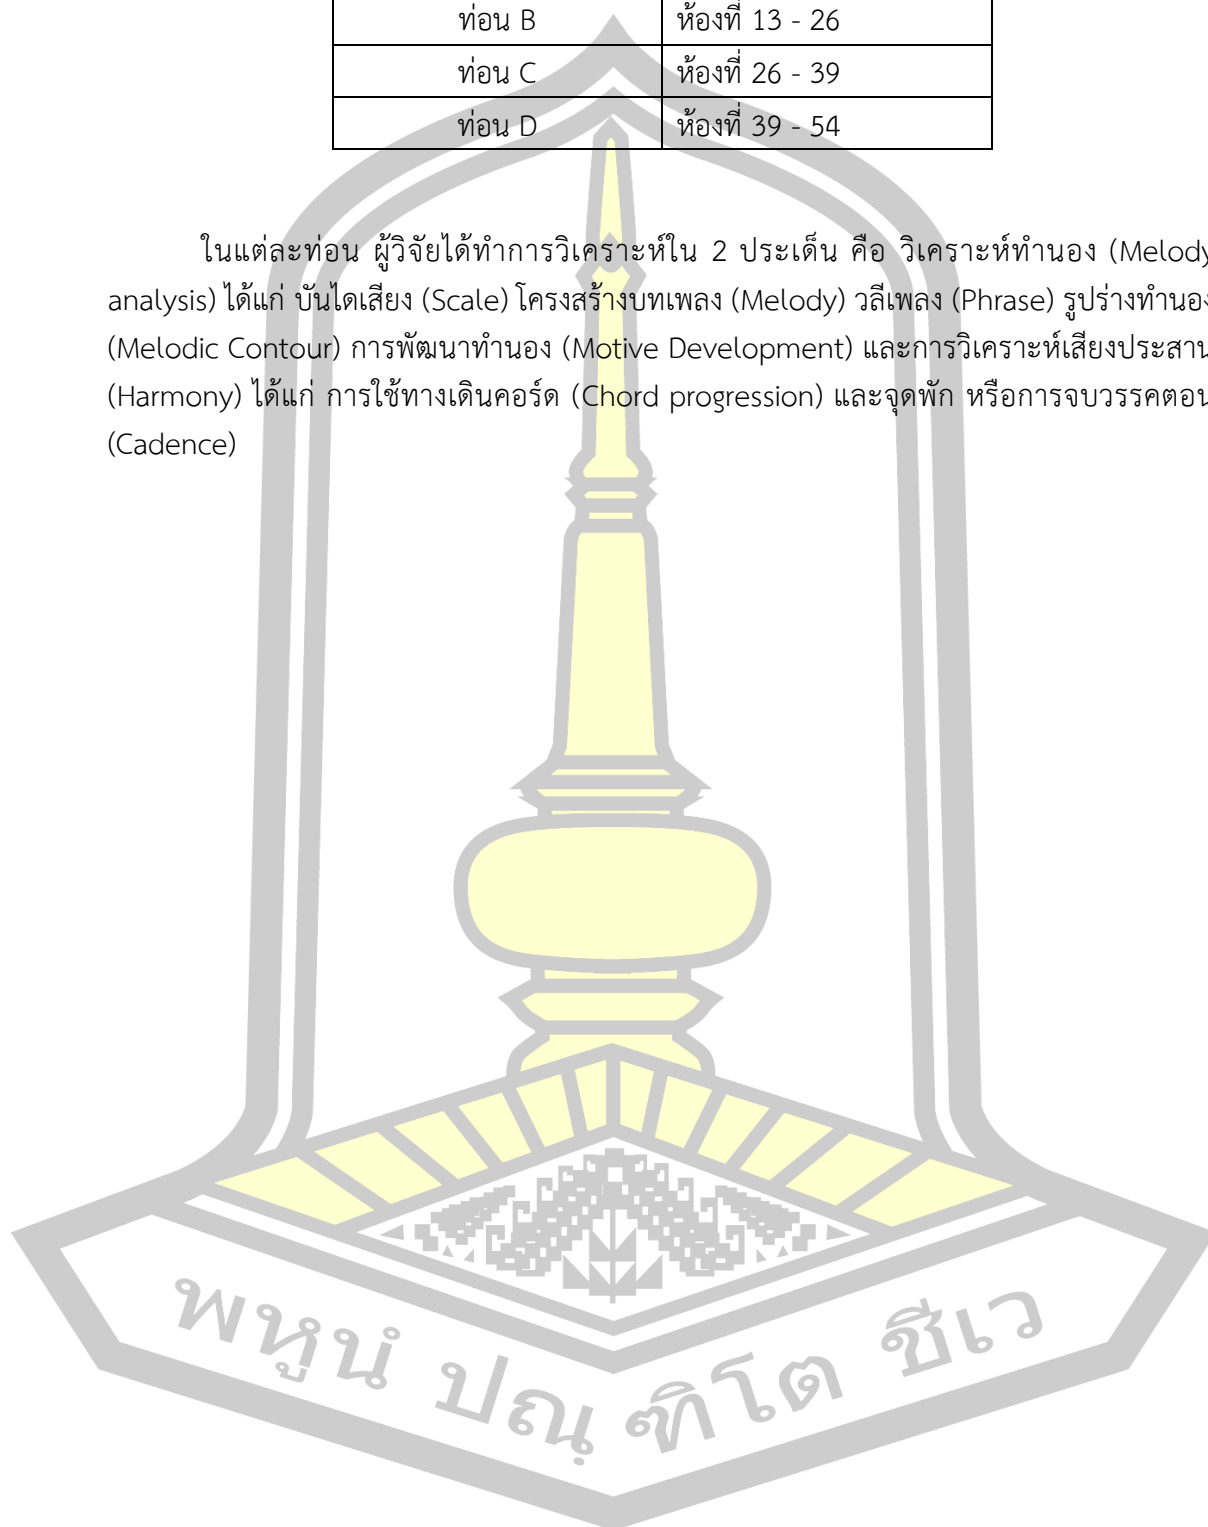 ท่อน B ห้องที่ 13 - 26
ท่อน C ห้องที่ 26 - 39
ท่อน D ห้องที่ 39 - 54
ในแต่ละท่อน ผู้วิจัยได้ทำการวิเคราะห์ใน 2 ประเด็น คือ วิเคราะห์ทำนอง (Melody
analysis) ได้แก่ บันไดเสียง (Scale) โครงสร้างบทเพลง (Melody) วลีเพลง (Phrase) รูปร่างทำนอง
(Melodic Contour) การพัฒนาทำนอง (Motive Development) และการวิเคราะห์เสียงประสาน
(Harmony) ได้แก่ การใช้ทางเดินคอร์ด (Chord progression) และจุดพัก หรือการจบวรรคตอน
(Cadence)
พหูนํ ปณฺฑิโต ชีเว